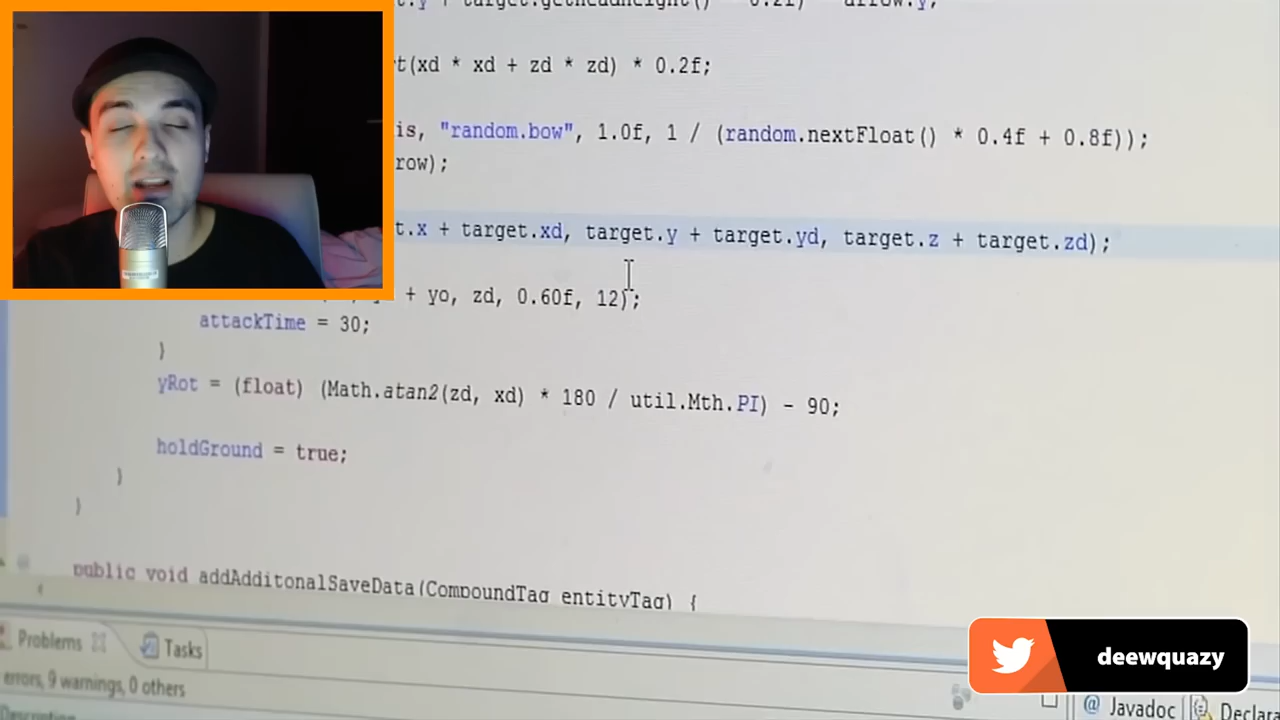 .y + target.getHeadHeight() - 0.2f) - arrow.y;
t(xd * xd + zd * zd) * 0.2f;
is, "random.bow", 1.0f, 1 / (random.nextFloat() * 0.4f + 0.8f));
row);
t.x + target.xd, target.y + target.yd, target.z + target.zd);
+ yo, zd, 0.60f, 12);
attackTime = 30;
}
yRot = (float) (Math.atan2(zd, xd) * 180 / util.Mth.PI) - 90;
holdGround = true;
}
}
public void addAdditonalSaveData(CompoundTag entityTag) {
Problems
Tasks
errors, 9 warnings, 0 others
deewquazy
@ Javadoc
Declara